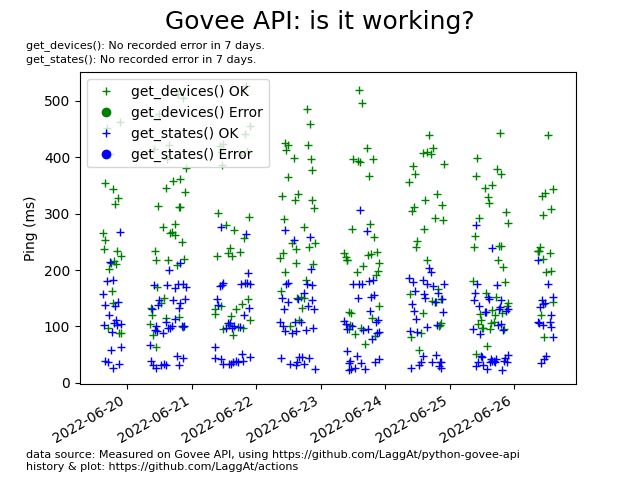 Govee API: is it working?
get_devices(): No recorded error in 7 days.
get_states(): No recorded error in 7 days.
get_devices() OK
get_devices() Error
get_states() OK
get_states() Error
Ping (ms)
500
400
300
200
100
0
2022-06-20
2022-06-21
2022-06-22
2022-06-23
2022-06-24
2022-06-25
2022-06-26
data source: Measured on Govee API, using https://github.com/LaggAt/python-govee-api
history & plot: https://github.com/LaggAt/actions